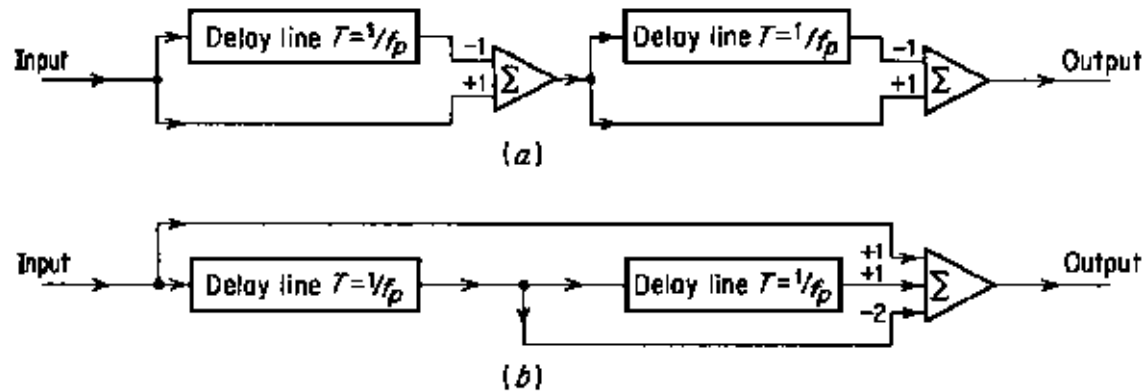 Delay line T=1/fp Delay line T=1/fp
Input -1 -1 Output
+1 Σ +1 Σ
(a)
Input +1 Output
Delay line T=1/fp Delay line T=1/fp +1 Σ
-2
(b)